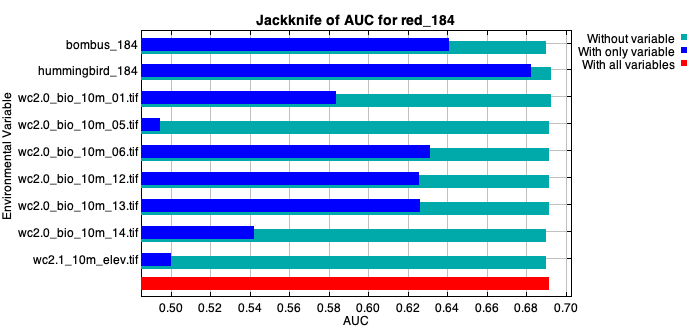 Jackknife of AUC for red_184
Without variable
With only variable
With all variables
Environmental Variable
bombus_184
hummingbird_184
wc2.0_bio_10m_01.tif
wc2.0_bio_10m_05.tif
wc2.0_bio_10m_06.tif
wc2.0_bio_10m_12.tif
wc2.0_bio_10m_13.tif
wc2.0_bio_10m_14.tif
wc2.1_10m_elev.tif
0.50 0.52 0.54 0.56 0.58 0.60 0.62 0.64 0.66 0.68 0.70
AUC